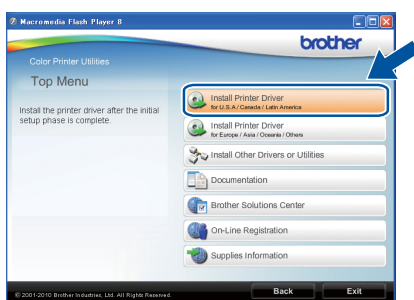 Macromedia Flash Player 8
brother
Color Printer Utilities
Top Menu
Install the printer driver after the initial
setup phase is complete.
Install Printer Driver
for U.S.A / Canada / Latin America
Install Printer Driver
for Europe / Asia / Oceania / Others
Install Other Drivers or Utilities
Documentation
Brother Solutions Center
On-Line Registration
Supplies Information
© 2001-2010 Brother Industries, Ltd. All Rights Reserved.
Back
Exit